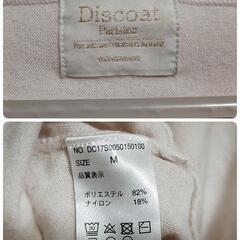 Discoat
Parisien
NO. DC17S0050150100
SIZE M
品質表示
ポリエステル 82%
ナイロン 18%